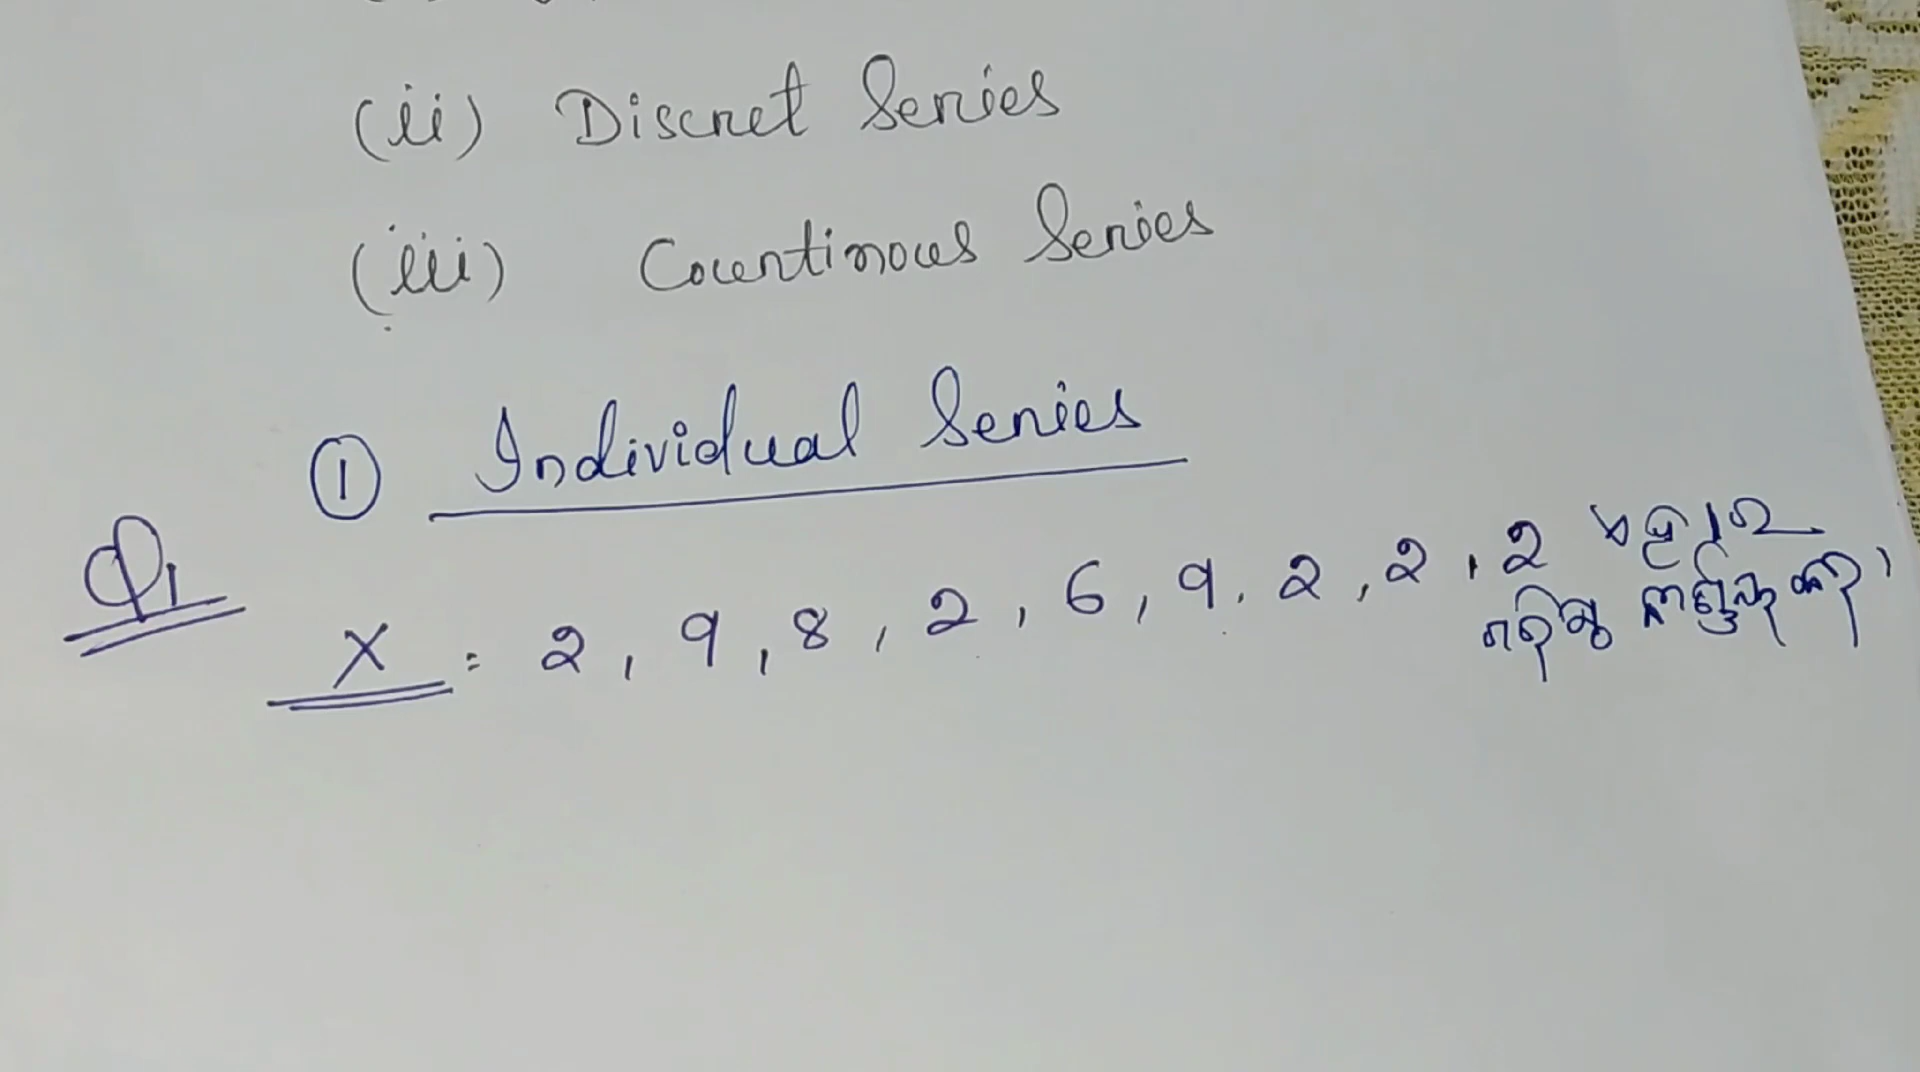 (ii) Discret Series
(iii) Countinous Series
① Individual Series
Q1
X : 2, 9, 8, 2, 6, 9, 2, 2, 2